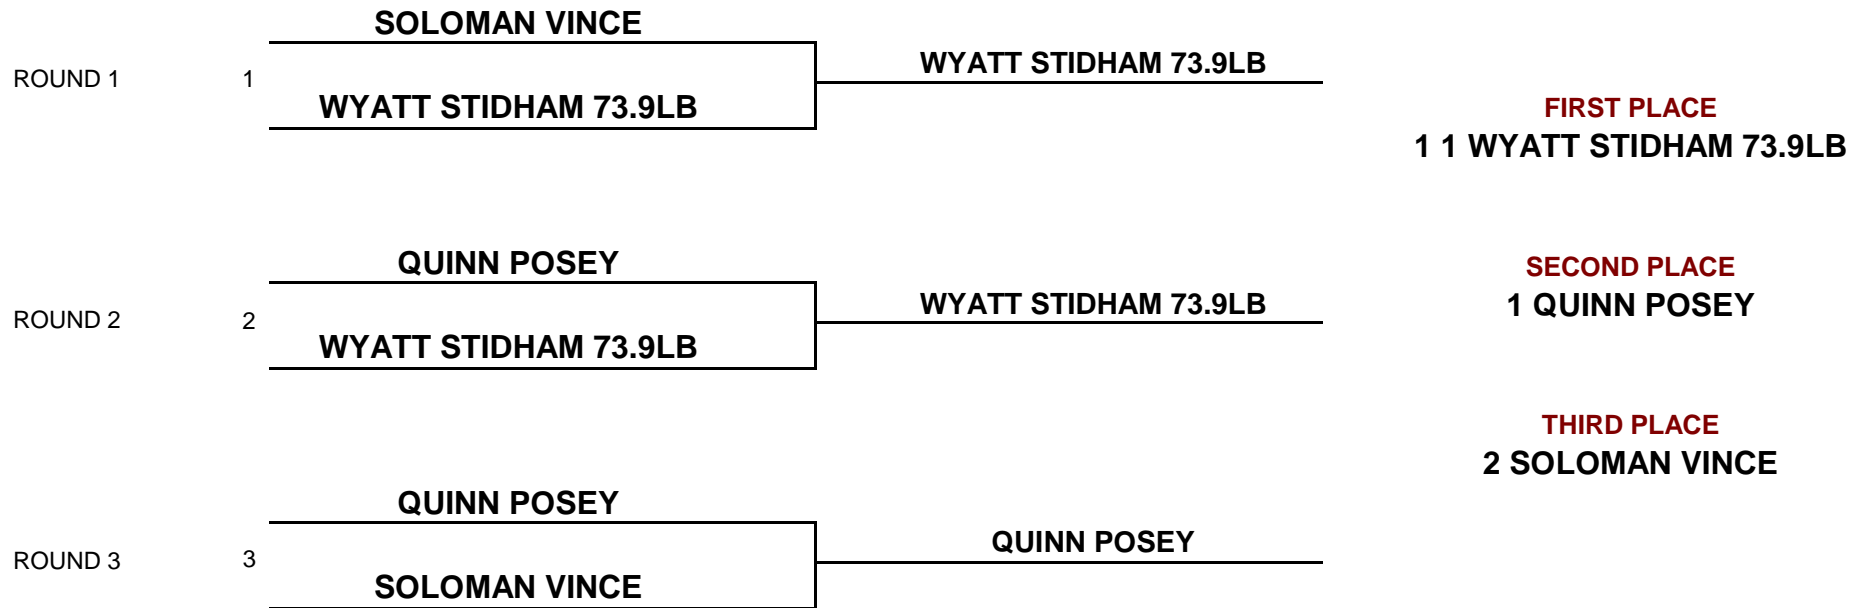 SOLOMAN VINCE
ROUND 1 1 WYATT STIDHAM 73.9LB
WYATT STIDHAM 73.9LB
FIRST PLACE
1 1 WYATT STIDHAM 73.9LB
QUINN POSEY
ROUND 2 2 WYATT STIDHAM 73.9LB
WYATT STIDHAM 73.9LB
SECOND PLACE
1 QUINN POSEY
THIRD PLACE
2 SOLOMAN VINCE
QUINN POSEY
ROUND 3 3 QUINN POSEY
SOLOMAN VINCE